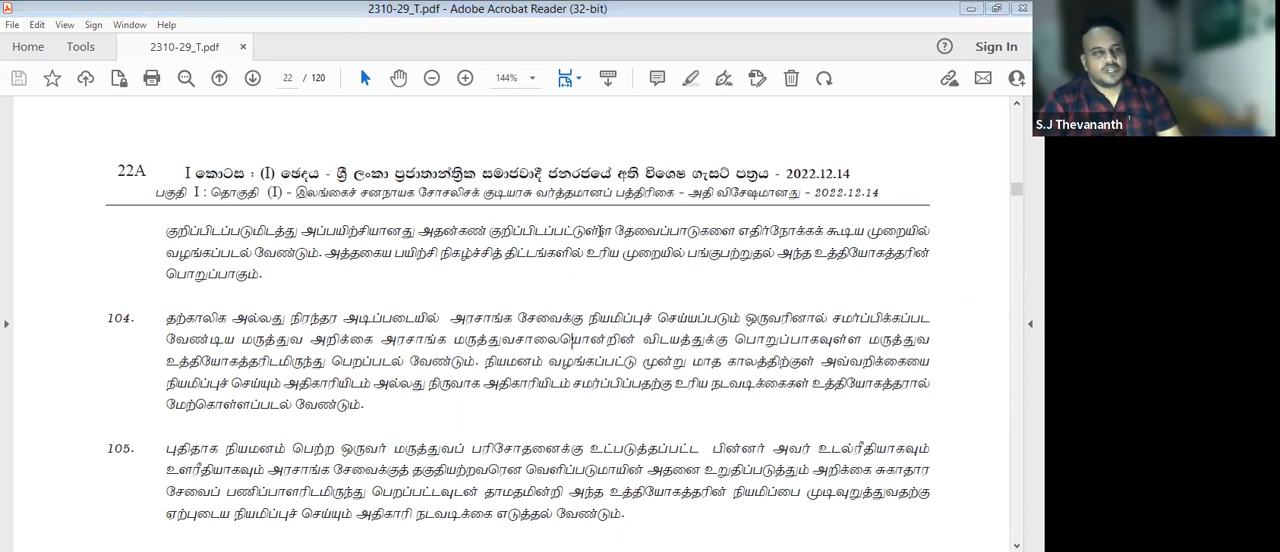 2310-29_T.pdf - Adobe Acrobat Reader (32-bit)
File Edit View Sign Window Help
Home Tools 2310-29_T.pdf × Sign In
22 / 120 144%
S.J Thevananth
22A I කොටස : (I) ඡෙදය - ශ්‍රී ලංකා ප්‍රජාතාන්ත්‍රික සමාජවාදී ජනරජයේ අති විශෙෂ ගැසට් පත්‍රය - 2022.12.14
பகுதி I : தொகுதி (I) - இலங்கைச் சனநாயக சோசலிசக் குடியரசு வர்த்தமானப் பத்திரிகை - அதி விசேஷமானது - 2022.12.14
குறிப்பிடப்படுமிடத்து அப்பயிற்சியானது அதன்கண் குறிப்பிடப்பட்டுள்ள தேவைப்பாடுகளை எதிர்நோக்கக் கூடிய முறையில்
வழங்கப்படல் வேண்டும். அத்தகைய பயிற்சி நிகழ்ச்சித் திட்டங்களில் உரிய முறையில் பங்குபற்றுதல் அந்த உத்தியோகத்தரின்
பொறுப்பாகும்.
104. தற்காலிக அல்லது நிரந்தர அடிப்படையில் அரசாங்க சேவைக்கு நியமிப்புச் செய்யப்படும் ஒருவரினால் சமர்ப்பிக்கப்பட
வேண்டிய மருத்துவ அறிக்கை அரசாங்க மருத்துவசாலையொன்றின் விடயத்துக்கு பொறுப்பாகவுள்ள மருத்துவ
உத்தியோகத்தரிடமிருந்து பெறப்படல் வேண்டும். நியமனம் வழங்கப்பட்டு மூன்று மாத காலத்திற்குள் அவ்வறிக்கையை
நியமிப்புச் செய்யும் அதிகாரியிடம் அல்லது நிருவாக அதிகாரியிடம் சமர்ப்பிப்பதற்கு உரிய நடவடிக்கைகள் உத்தியோகத்தரால்
மேற்கொள்ளப்படல் வேண்டும்.
105. புதிதாக நியமனம் பெற்ற ஒருவர் மருத்துவப் பரிசோதனைக்கு உட்படுத்தப்பட்ட பின்னர் அவர் உடல்ரீதியாகவும்
உளரீதியாகவும் அரசாங்க சேவைக்குத் தகுதியற்றவரென வெளிப்படுமாயின் அதனை உறுதிப்படுத்தும் அறிக்கை சுகாதார
சேவைப் பணிப்பாளரிடமிருந்து பெறப்பட்டவுடன் தாமதமின்றி அந்த உத்தியோகத்தரின் நியமிப்பை முடிவுறுத்துவதற்கு
ஏற்புடைய நியமிப்புச் செய்யும் அதிகாரி நடவடிக்கை எடுத்தல் வேண்டும்.